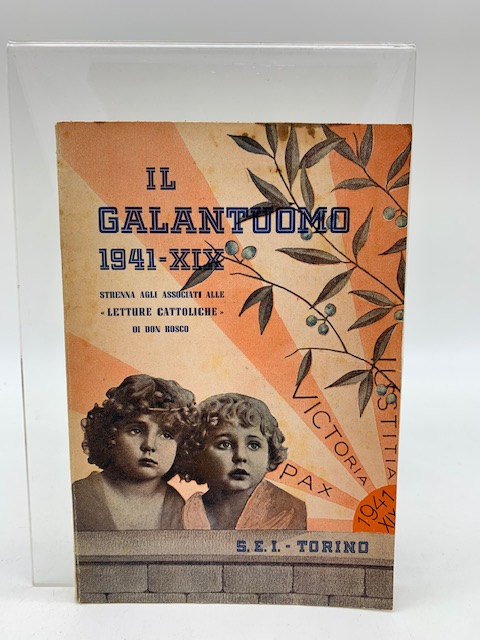 IL
GALANTUOMO
1941-XIX
STRENNA AGLI ASSOCIATI ALLE
« LETTURE CATTOLICHE »
DI DON BOSCO
PAX
VICTORIA
IUSTITIA
1941
XIX
S. E. I. - TORINO